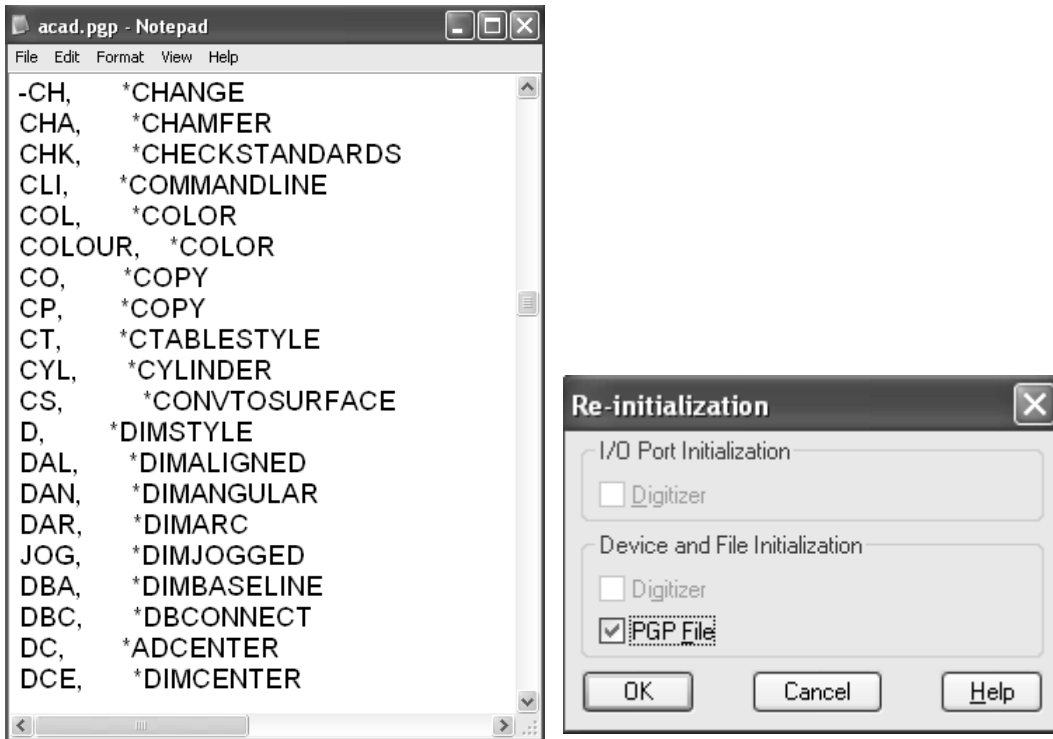 acad.pgp - Notepad
File Edit Format View Help
-CH, *CHANGE
CHA, *CHAMFER
CHK, *CHECKSTANDARDS
CLI, *COMMANDLINE
COL, *COLOR
COLOUR, *COLOR
CO, *COPY
CP, *COPY
CT, *CTABLESTYLE
CYL, *CYLINDER
CS, *CONVTOSURFACE
D, *DIMSTYLE
DAL, *DIMALIGNED
DAN, *DIMANGULAR
DAR, *DIMARC
JOG, *DIMJOGGED
DBA, *DIMBASELINE
DBC, *DBCONNECT
DC, *ADCENTER
DCE, *DIMCENTER
Re-initialization
I/O Port Initialization
Digitizer
Device and File Initialization
Digitizer
PGP File
OK Cancel Help